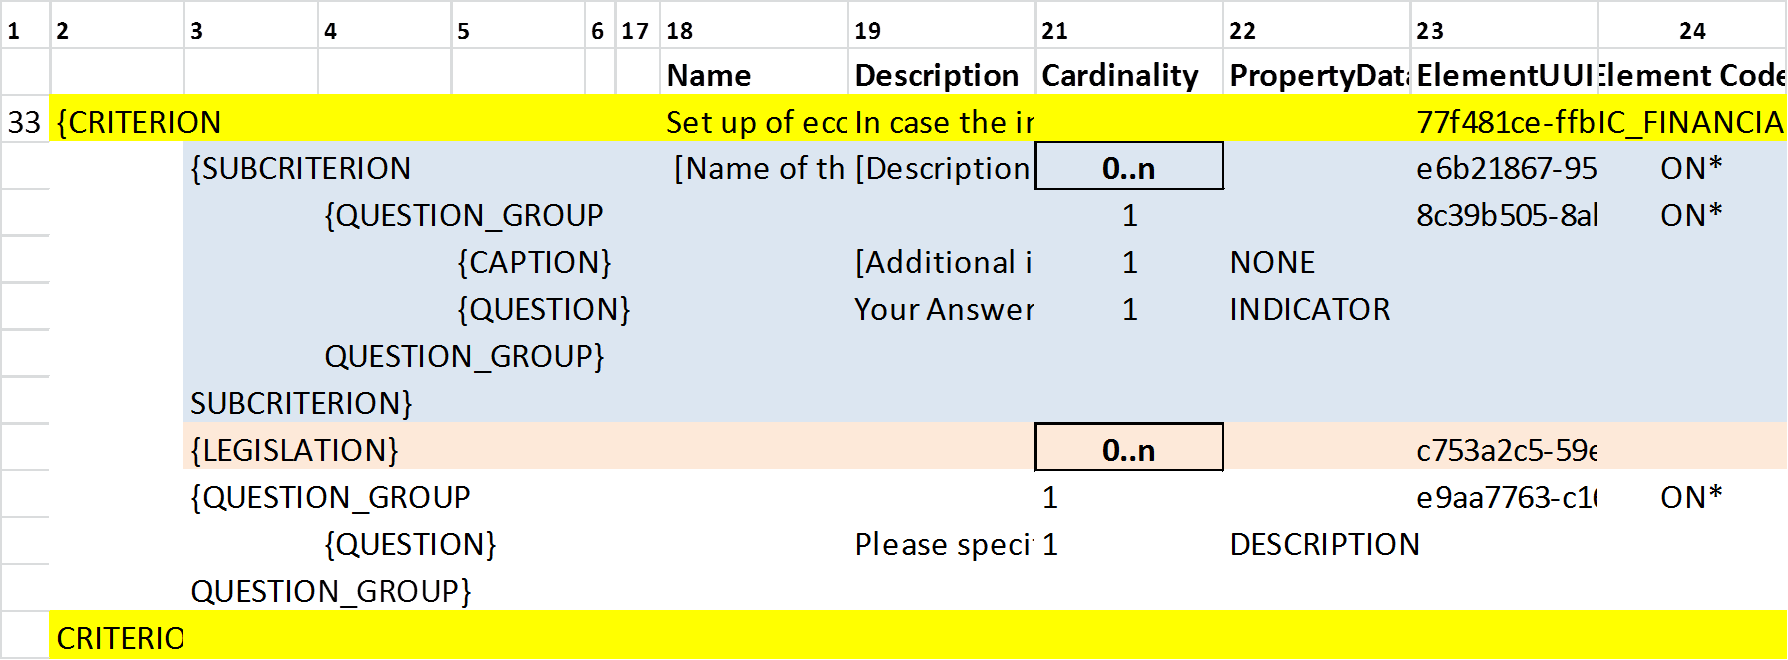 1 2 3 4 5 6 17 18 19 21 22 23 24
Name Description Cardinality PropertyData ElementUUI Element Code
33 {CRITERION Set up of ecc In case the ir 77f481ce-ffb IC_FINANCIA
{SUBCRITERION [Name of th [Description 0..n e6b21867-95 ON*
{QUESTION_GROUP 1 8c39b505-8al ON*
{CAPTION} [Additional i 1 NONE
{QUESTION} Your Answer 1 INDICATOR
QUESTION_GROUP}
SUBCRITERION}
{LEGISLATION} 0..n c753a2c5-59e
{QUESTION_GROUP 1 e9aa7763-c16 ON*
{QUESTION} Please speci 1 DESCRIPTION
QUESTION_GROUP}
CRITERIO